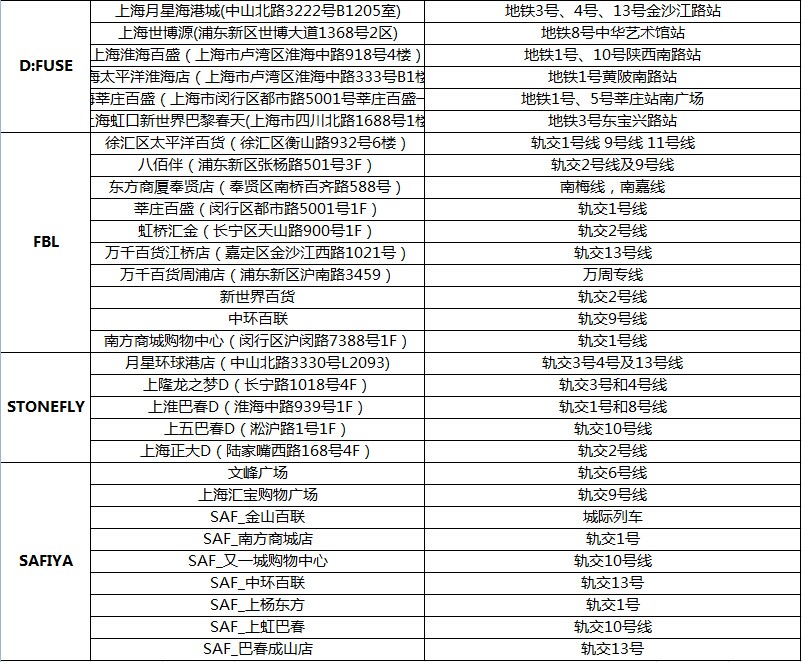 D:FUSE
上海月星海港城(中山北路3222号B1205室) 地铁3号、4号、13号金沙江路站
上海世博源(浦东新区世博大道1368号2区) 地铁8号中华艺术馆站
上海淮海百盛（上海市卢湾区淮海中路918号4楼） 地铁1号、10号陕西南路站
海太平洋淮海店（上海市卢湾区淮海中路333号B1楼 地铁1号黄陂南路站
莘庄百盛（上海市闵行区都市路5001号莘庄百盛一 地铁1号、5号莘庄站南广场
上海虹口新世界巴黎春天(上海市四川北路1688号1楼 地铁3号东宝兴路站
FBL
徐汇区太平洋百货（徐汇区衡山路932号6楼） 轨交1号线 9号线 11号线
八佰伴（浦东新区张杨路501号3F） 轨交2号线及9号线
东方商厦奉贤店（奉贤区南桥百齐路588号） 南梅线，南嘉线
莘庄百盛（闵行区都市路5001号1F） 轨交1号线
虹桥汇金（长宁区天山路900号1F） 轨交2号线
万千百货江桥店（嘉定区金沙江西路1021号） 轨交13号线
万千百货周浦店（浦东新区沪南路3459） 万周专线
新世界百货 轨交2号线
中环百联 轨交9号线
南方商城购物中心（闵行区沪闵路7388号1F） 轨交1号线
STONEFLY
月星环球港店（中山北路3330号L2093) 轨交3号4号及13号线
上隆龙之梦D（长宁路1018号4F） 轨交3号和4号线
上淮巴春D（淮海中路939号1F） 轨交1号和8号线
上五巴春D（淞沪路1号1F） 轨交10号线
上海正大D（陆家嘴西路168号4F） 轨交2号线
SAFIYA
文峰广场 轨交6号线
上海汇宝购物广场 轨交9号线
SAF_金山百联 城际列车
SAF_南方商城店 轨交1号
SAF_又一城购物中心 轨交10号线
SAF_中环百联 轨交13号
SAF_上杨东方 轨交1号
SAF_上虹巴春 轨交10号线
SAF_巴春成山店 轨交13号